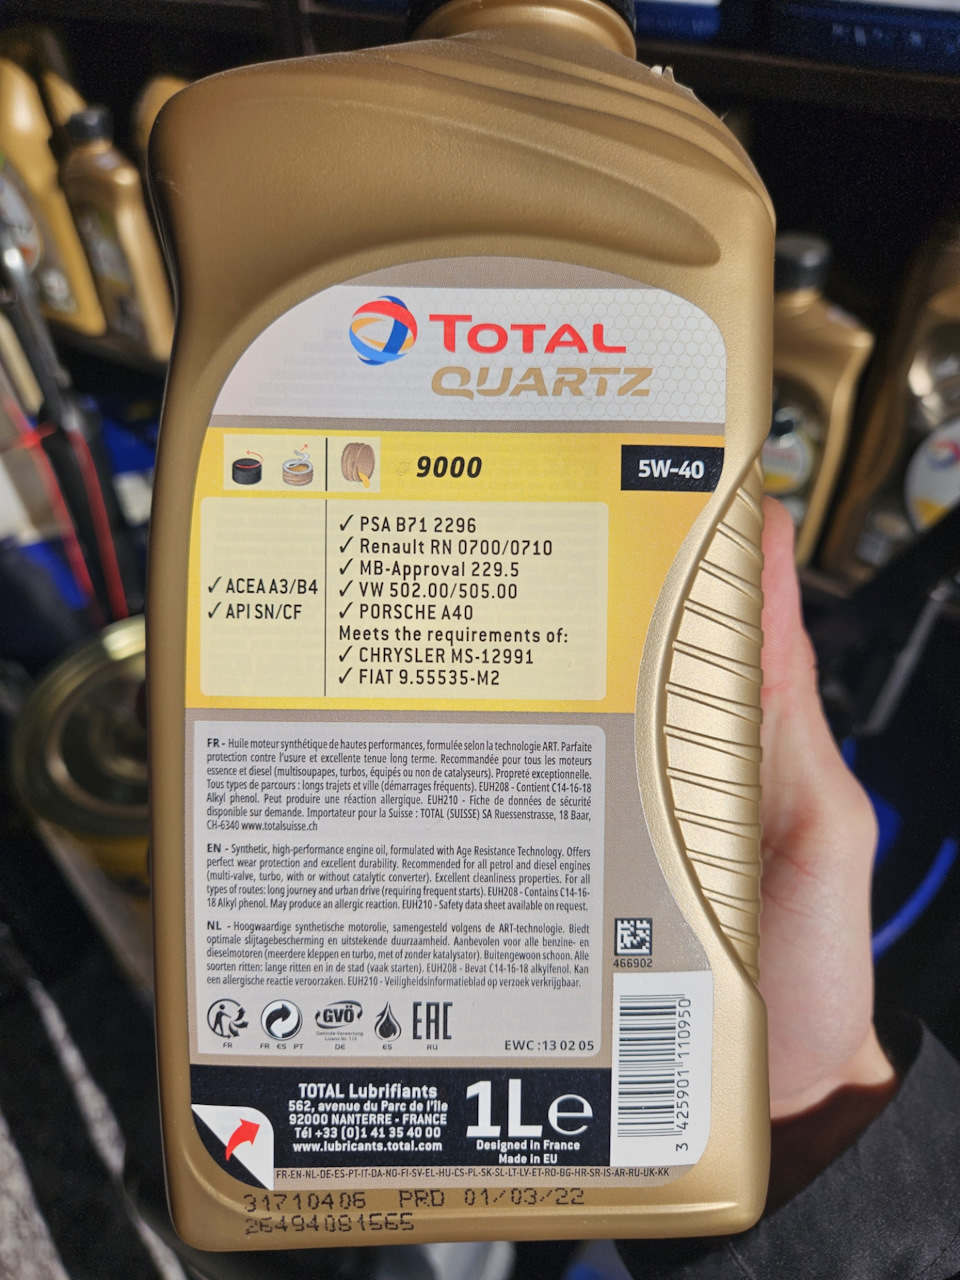 TOTAL
QUARTZ
9000
5W-40
✓ ACEA A3/B4
✓ API SN/CF
✓ PSA B71 2296
✓ Renault RN 0700/0710
✓ MB-Approval 229.5
✓ VW 502.00/505.00
✓ PORSCHE A40
Meets the requirements of:
✓ CHRYSLER MS-12991
✓ FIAT 9.55535-M2
FR - Huile moteur synthétique de hautes performances, formulée selon la technologie ART. Parfaite
protection contre l'usure et excellente tenue long terme. Recommandée pour tous les moteurs
essence et diesel (multisoupapes, turbos, équipés ou non de catalyseurs). Propreté exceptionnelle.
Tous types de parcours : longs trajets et ville (démarrages fréquents). EUH208 - Contient C14-16-18
Alkyl phenol. Peut produire une réaction allergique. EUH210 - Fiche de données de sécurité
disponible sur demande. Importateur pour la Suisse : TOTAL (SUISSE) SA Ruessenstrasse, 18 Baar,
CH-6340 www.totalsuisse.ch
EN - Synthetic, high-performance engine oil, formulated with Age Resistance Technology. Offers
perfect wear protection and excellent durability. Recommended for all petrol and diesel engines
(multi-valve, turbo, with or without catalytic converter). Excellent cleanliness properties. For all
types of routes: long journey and urban drive (requiring frequent starts). EUH208 - Contains C14-16-
18 Alkyl phenol. May produce an allergic reaction. EUH210 - Safety data sheet available on request.
NL - Hoogwaardige synthetische motorolie, samengesteld volgens de ART-technologie. Biedt
optimale slijtagebescherming en uitstekende duurzaamheid. Aanbevolen voor alle benzine- en
dieselmotoren (meerdere kleppen en turbo, met of zonder katalysator). Buitengewoon schoon. Alle
soorten ritten: lange ritten en in de stad (vaak starten). EUH208 - Bevat C14-16-18 alkylfenol. Kan
een allergische reactie veroorzaken. EUH210 - Veiligheidsinformatieblad op verzoek verkrijgbaar.
466902
FR
FR ES PT
GVÖ
Gebinde-Verwertung
DE
ES
EAC
RU
EWC : 13 02 05
TOTAL Lubrifiants
562, avenue du Parc de l'île
92000 NANTERRE - FRANCE
Tél +33 (0)1 41 35 40 00
www.lubricants.total.com
1Le
Designed in France
Made in EU
3 425901 110950
FR-EN-NL-DE-ES-PT-IT-DA-NO-FI-SV-EL-HU-CS-PL-SK-SL-LT-LV-ET-RO-BG-HR-SR-IS-AR-RU-UK-KK
31710406 PRD 01/03/22
26494081565